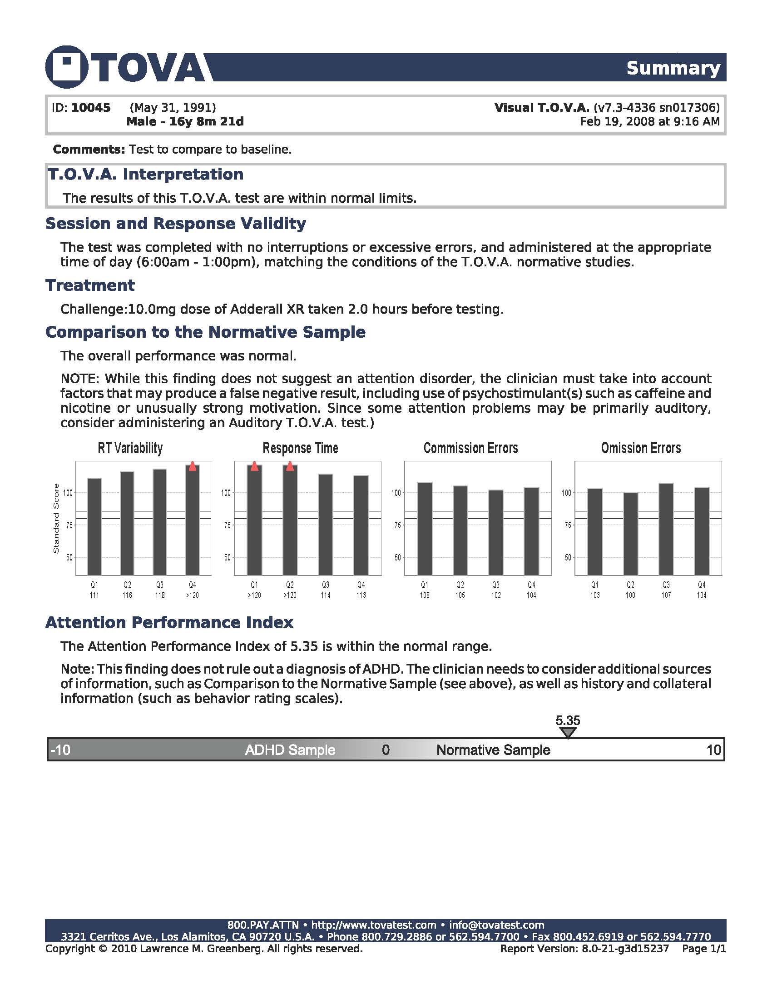 TOVA Summary
ID: 10045 (May 31, 1991) Visual T.O.V.A. (v7.3-4336 sn017306)
Male - 16y 8m 21d Feb 19, 2008 at 9:16 AM
Comments: Test to compare to baseline.
T.O.V.A. Interpretation
The results of this T.O.V.A. test are within normal limits.
Session and Response Validity
The test was completed with no interruptions or excessive errors, and administered at the appropriate
time of day (6:00am - 1:00pm), matching the conditions of the T.O.V.A. normative studies.
Treatment
Challenge:10.0mg dose of Adderall XR taken 2.0 hours before testing.
Comparison to the Normative Sample
The overall performance was normal.
NOTE: While this finding does not suggest an attention disorder, the clinician must take into account
factors that may produce a false negative result, including use of psychostimulant(s) such as caffeine and
nicotine or unusually strong motivation. Since some attention problems may be primarily auditory,
consider administering an Auditory T.O.V.A. test.)
RT Variability Response Time Commission Errors Omission Errors
Standard Score
100 100 100 100
75 75 75 75
50 50 50 50
Q1 Q2 Q3 Q4 Q1 Q2 Q3 Q4 Q1 Q2 Q3 Q4 Q1 Q2 Q3 Q4
111 116 118 >120 >120 >120 114 113 108 105 102 104 103 100 107 104
Attention Performance Index
The Attention Performance Index of 5.35 is within the normal range.
Note: This finding does not rule out a diagnosis of ADHD. The clinician needs to consider additional sources
of information, such as Comparison to the Normative Sample (see above), as well as history and collateral
information (such as behavior rating scales).
5.35
-10 ADHD Sample 0 Normative Sample 10
800.PAY.ATTN • http://www.tovatest.com • info@tovatest.com
3321 Cerritos Ave., Los Alamitos, CA 90720 U.S.A. • Phone 800.729.2886 or 562.594.7700 • Fax 800.452.6919 or 562.594.7770
Copyright © 2010 Lawrence M. Greenberg. All rights reserved. Report Version: 8.0-21-g3d15237 Page 1/1